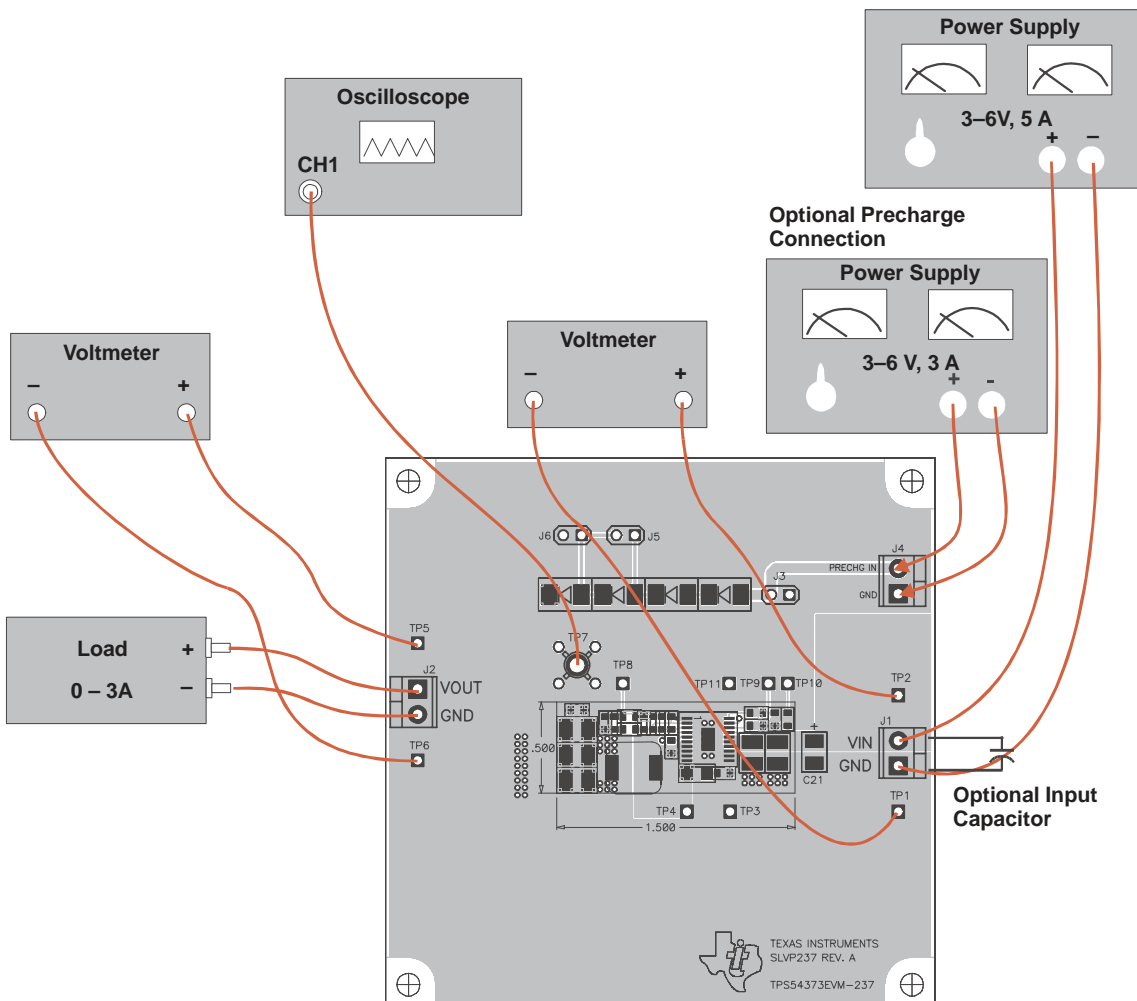 Power Supply
3–6V, 5 A
+ –
Oscilloscope
CH1
Optional Precharge
Connection
Power Supply
3–6 V, 3 A
+ -
Voltmeter
– +
Voltmeter
– +
J6
J5
J4
PRECHG IN
GND
J3
Load
+
0 – 3A
–
TP5
J2
VOUT
GND
TP6
TP7
TP8
TP11
TP9
TP10
TP2
J1
VIN
GND
TP1
+
C21
1
.500
1.500
TP4
TP3
Optional Input
Capacitor
TEXAS INSTRUMENTS
SLVP237 REV. A
TPS54373EVM–237